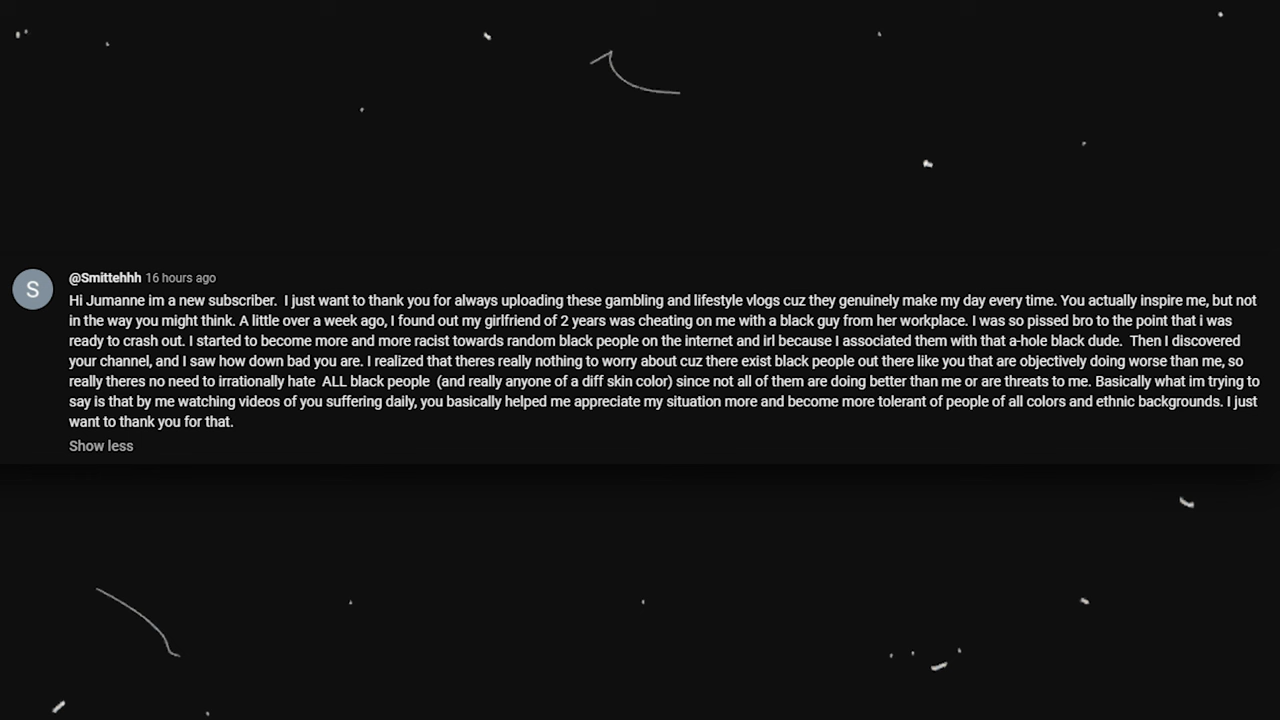 S
@Smittehhh 16 hours ago
Hi Jumanne im a new subscriber.  I just want to thank you for always uploading these gambling and lifestyle vlogs cuz they genuinely make my day every time. You actually inspire me, but not
in the way you might think. A little over a week ago, I found out my girlfriend of 2 years was cheating on me with a black guy from her workplace. I was so pissed bro to the point that i was
ready to crash out. I started to become more and more racist towards random black people on the internet and irl because I associated them with that a-hole black dude.  Then I discovered
your channel, and I saw how down bad you are. I realized that theres really nothing to worry about cuz there exist black people out there like you that are objectively doing worse than me, so
really theres no need to irrationally hate  ALL black people  (and really anyone of a diff skin color) since not all of them are doing better than me or are threats to me. Basically what im trying to
say is that by me watching videos of you suffering daily, you basically helped me appreciate my situation more and become more tolerant of people of all colors and ethnic backgrounds. I just
want to thank you for that.
Show less